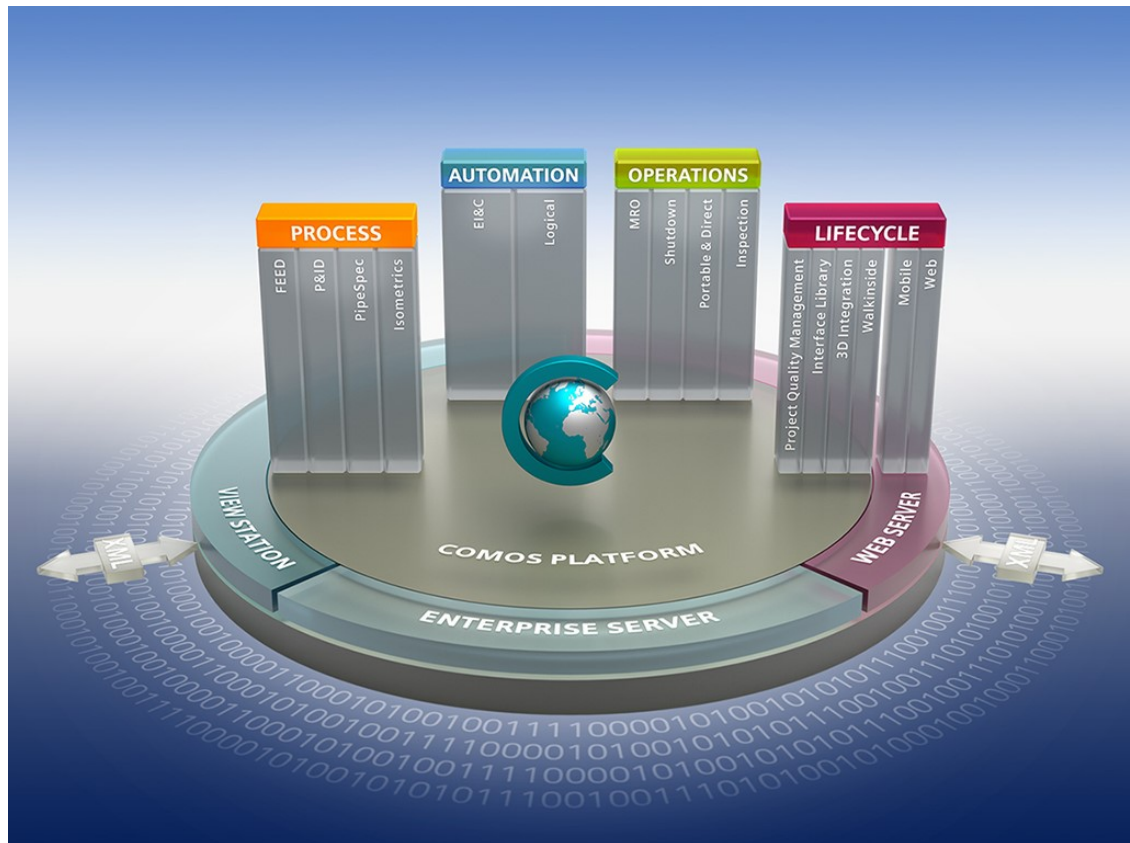 AUTOMATION
OPERATIONS
PROCESS
LIFECYCLE
FEED
P&ID
PipeSpec
Isometrics
EI&C
Logical
MRO
Shutdown
Portable & Direct
Inspection
Project Quality Management
Interface Library
3D Integration
Walkinside
Mobile
Web
VIEW STATION
COMOS PLATFORM
WEB SERVER
ENTERPRISE SERVER
XML
XML